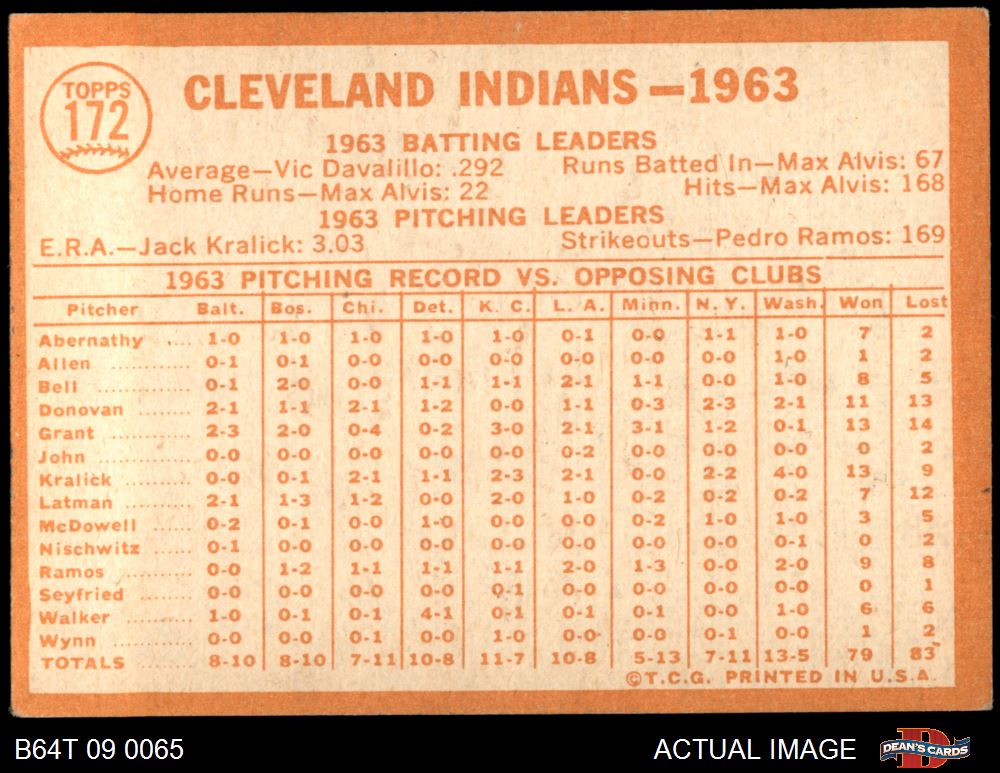 TOPPS
172
CLEVELAND INDIANS—1963
1963 BATTING LEADERS
Average—Vic Davalillo: .292 Runs Batted In—Max Alvis: 67
Home Runs—Max Alvis: 22 Hits—Max Alvis: 168
1963 PITCHING LEADERS
E.R.A.—Jack Kralick: 3.03 Strikeouts—Pedro Ramos: 169
1963 PITCHING RECORD VS. OPPOSING CLUBS
Pitcher Balt. Bos. Chi. Det. K. C. L. A. Minn. N. Y. Wash. Won Lost
Abernathy .... 1-0 1-0 1-0 1-0 1-0 0-1 0-0 1-1 1-0 7 2
Allen ............ 0-1 0-1 0-0 0-0 0-0 0-0 0-0 0-0 1-0 1 2
Bell .............. 0-1 2-0 0-0 1-1 1-1 2-1 1-1 0-0 1-0 8 5
Donovan ........ 2-1 1-1 2-1 1-2 0-0 1-1 0-3 2-3 2-1 11 13
Grant ............ 2-3 2-0 0-4 0-2 3-0 2-1 3-1 1-2 0-1 13 14
John .............. 0-0 0-0 0-0 0-0 0-0 0-2 0-0 0-0 0-0 0 2
Kralick .......... 0-0 0-1 2-1 1-1 2-3 2-1 0-0 2-2 4-0 13 9
Latman .......... 2-1 1-3 1-2 0-0 2-0 1-0 0-2 0-2 0-2 7 12
McDowell ...... 0-2 0-1 0-0 1-0 0-0 0-0 0-2 1-0 1-0 3 5
Nischwitz ...... 0-1 0-0 0-0 0-0 0-0 0-0 0-0 0-0 0-1 0 2
Ramos .......... 0-0 1-2 1-1 1-1 1-1 2-0 1-3 0-0 2-0 9 8
Seyfried ........ 0-0 0-0 0-0 0-0 0-1 0-0 0-0 0-0 0-0 0 1
Walker .......... 1-0 0-1 0-1 4-1 0-1 0-1 0-1 0-0 1-0 6 6
Wynn ............ 0-0 0-0 0-1 0-0 1-0 0-0 0-0 0-1 0-0 1 2
TOTALS 8-10 8-10 7-11 10-8 11-7 10-8 5-13 7-11 13-5 79 83
©T.C.G. PRINTED IN U.S.A.
B64T 09 0065 ACTUAL IMAGE DEAN'S CARDS